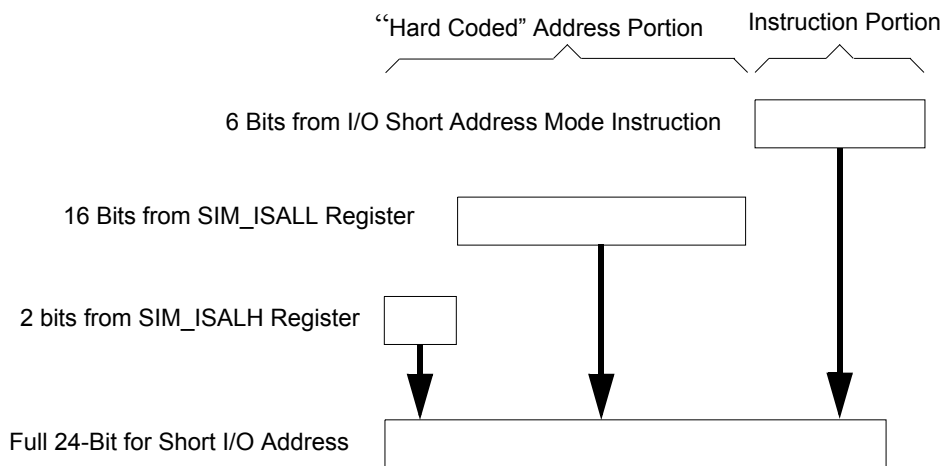 “Hard Coded” Address Portion
Instruction Portion
6 Bits from I/O Short Address Mode Instruction
16 Bits from SIM_ISALL Register
2 bits from SIM_ISALH Register
Full 24-Bit for Short I/O Address